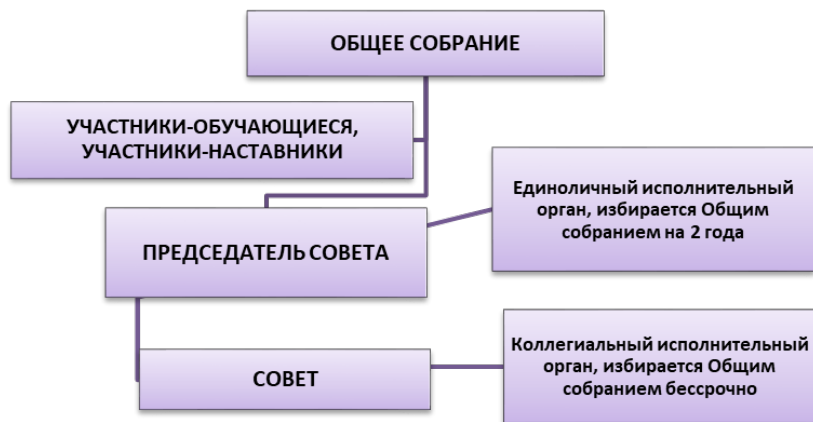 ОБЩЕЕ СОБРАНИЕ
УЧАСТНИКИ-ОБУЧАЮЩИЕСЯ,
УЧАСТНИКИ-НАСТАВНИКИ
Единоличный исполнительный
орган, избирается Общим
собранием на 2 года
ПРЕДСЕДАТЕЛЬ СОВЕТА
Коллегиальный исполнительный
орган, избирается Общим
собранием бессрочно
СОВЕТ